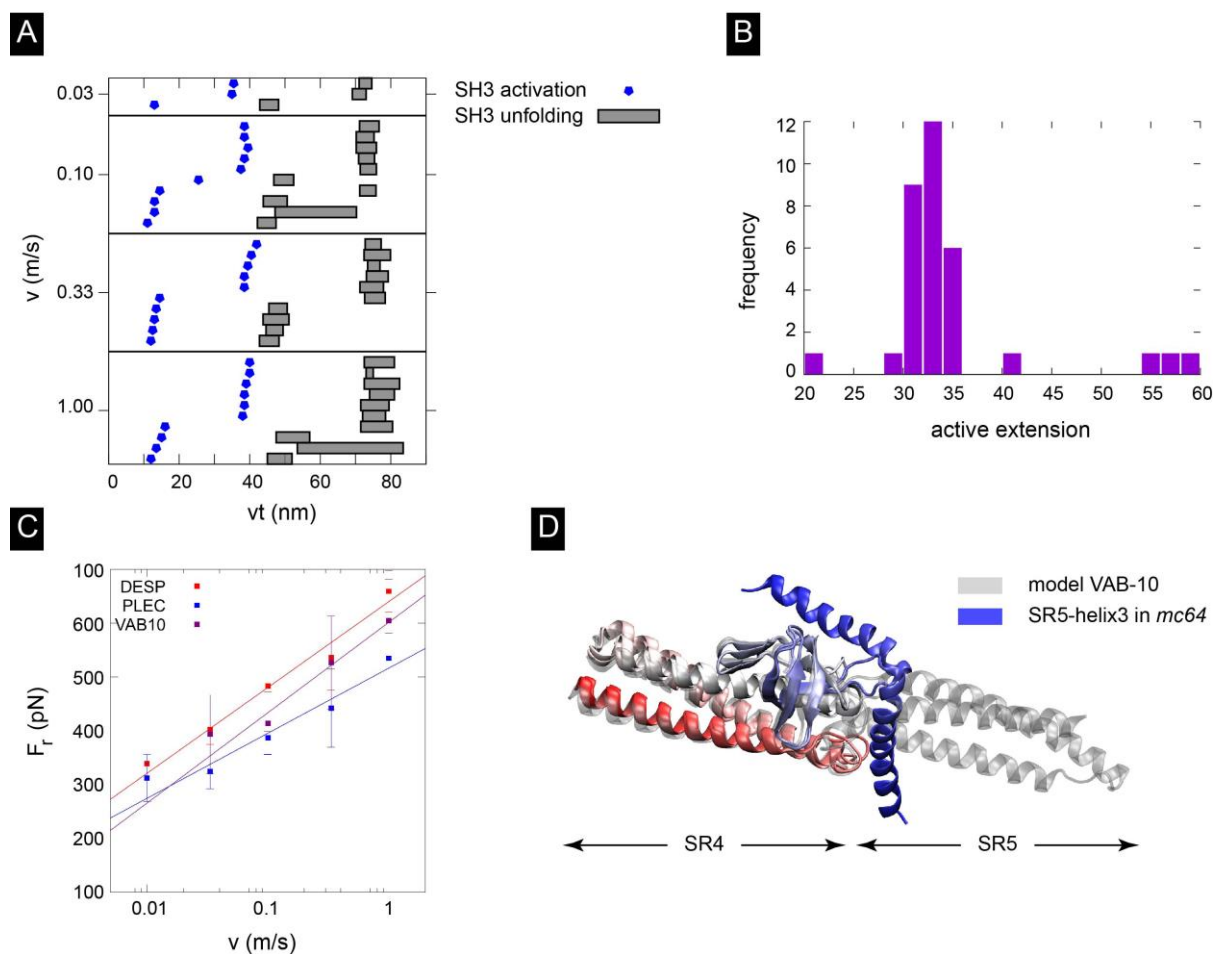 A
0.03
0.10
0.33
1.00
v (m/s)
0 20 40 60 80
vt (nm)
SH3 activation
SH3 unfolding
B
12
10
8
6
4
2
0
frequency
20 25 30 35 40 45 50 55 60
active extension
C
DESP
PLEC
VAB10
100
600
500
400
300
200
100
Fr (pN)
0.01 0.1 1
v (m/s)
D
model VAB-10
SR5-helix3 in mc64
SR4 SR5